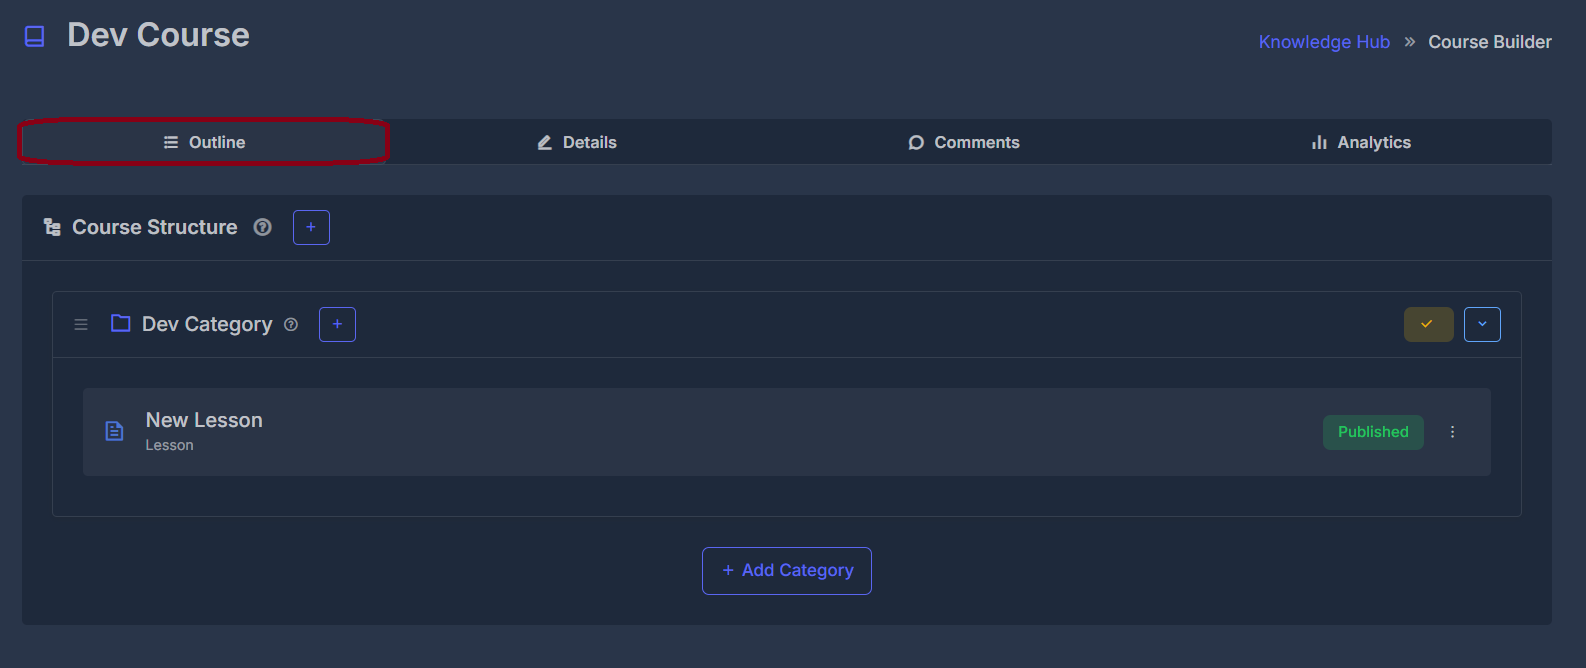 Dev Course
Knowledge Hub » Course Builder
Outline
Details
Comments
Analytics
Course Structure
Dev Category
New Lesson
Lesson
Published
+ Add Category